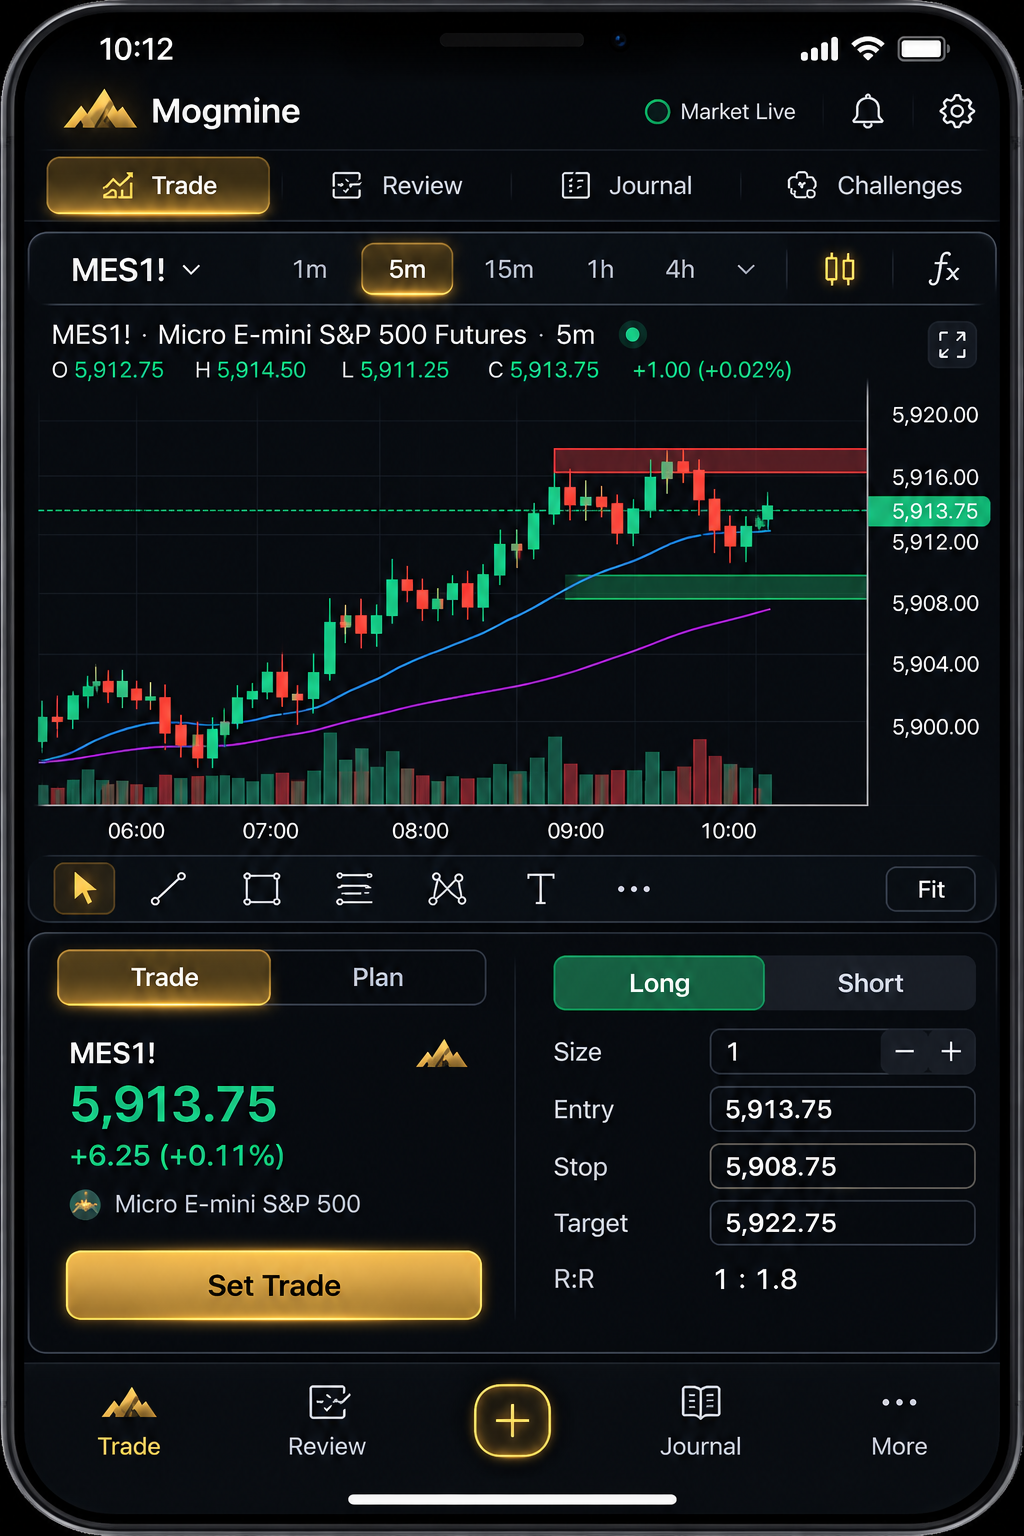 10:12
Mogmine
Market Live
Trade Review Journal Challenges
MES1! 1m 5m 15m 1h 4h fx
MES1! · Micro E-mini S&P 500 Futures · 5m
O 5,912.75 H 5,914.50 L 5,911.25 C 5,913.75 +1.00 (+0.02%)
5,920.00
5,916.00
5,913.75
5,912.00
5,908.00
5,904.00
5,900.00
06:00 07:00 08:00 09:00 10:00
T Fit
Trade Plan
MES1!
5,913.75
+6.25 (+0.11%)
Micro E-mini S&P 500
Set Trade
Long Short
Size 1 − +
Entry 5,913.75
Stop 5,908.75
Target 5,922.75
R:R 1 : 1.8
Trade Review + Journal More